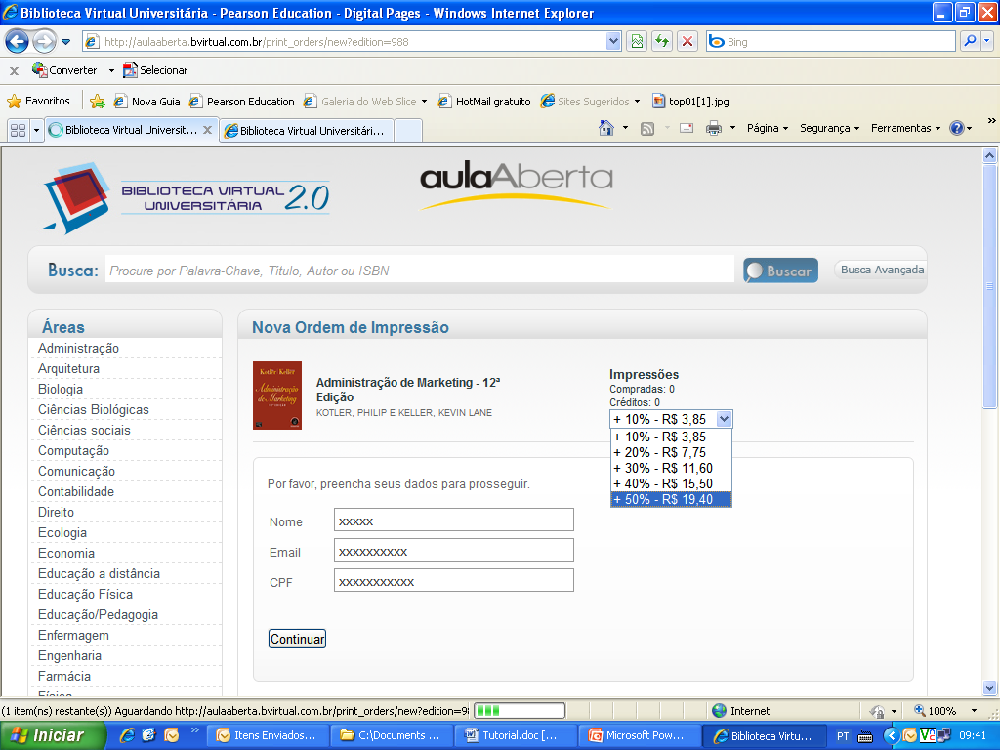 Biblioteca Virtual Universitária - Pearson Education - Digital Pages - Windows Internet Explorer
http://aulaaberta.bvirtual.com.br/print_orders/new?edition=988
Bing
x Converter Selecionar
Favoritos Nova Guia Pearson Education Galeria do Web Slice HotMail gratuito Sites Sugeridos top01[1].jpg
Biblioteca Virtual Universit... Biblioteca Virtual Universitári... Página Segurança Ferramentas »
BIBLIOTECA VIRTUAL
UNIVERSITÁRIA 2.0
aulaAberta
Busca: Procure por Palavra-Chave, Titulo, Autor ou ISBN Buscar Busca Avançada
Áreas
Administração
Arquitetura
Biologia
Ciências Biológicas
Ciências sociais
Computação
Comunicação
Contabilidade
Direito
Ecologia
Economia
Educação a distância
Educação Física
Educação/Pedagogia
Enfermagem
Engenharia
Farmácia
Física
Nova Ordem de Impressão
Kotler Keller
Administração
de Marketing
Administração de Marketing - 12ª
Edição
KOTLER, PHILIP E KELLER, KEVIN LANE
Impressões
Compradas: 0
Créditos: 0
+ 10% - R$ 3,85
+ 10% - R$ 3,85
+ 20% - R$ 7,75
+ 30% - R$ 11,60
+ 40% - R$ 15,50
+ 50% - R$ 19,40
Por favor, preencha seus dados para prosseguir.
Nome xxxxx
Email xxxxxxxxxx
CPF xxxxxxxxxxx
Continuar
(1 item(ns) restante(s)) Aguardando http://aulaaberta.bvirtual.com.br/print_orders/new?edition=98
Internet 100%
Iniciar » Itens Enviados... C:\Documents ... Tutorial.doc [... Microsoft Pow... Biblioteca Virtu... PT 09:41